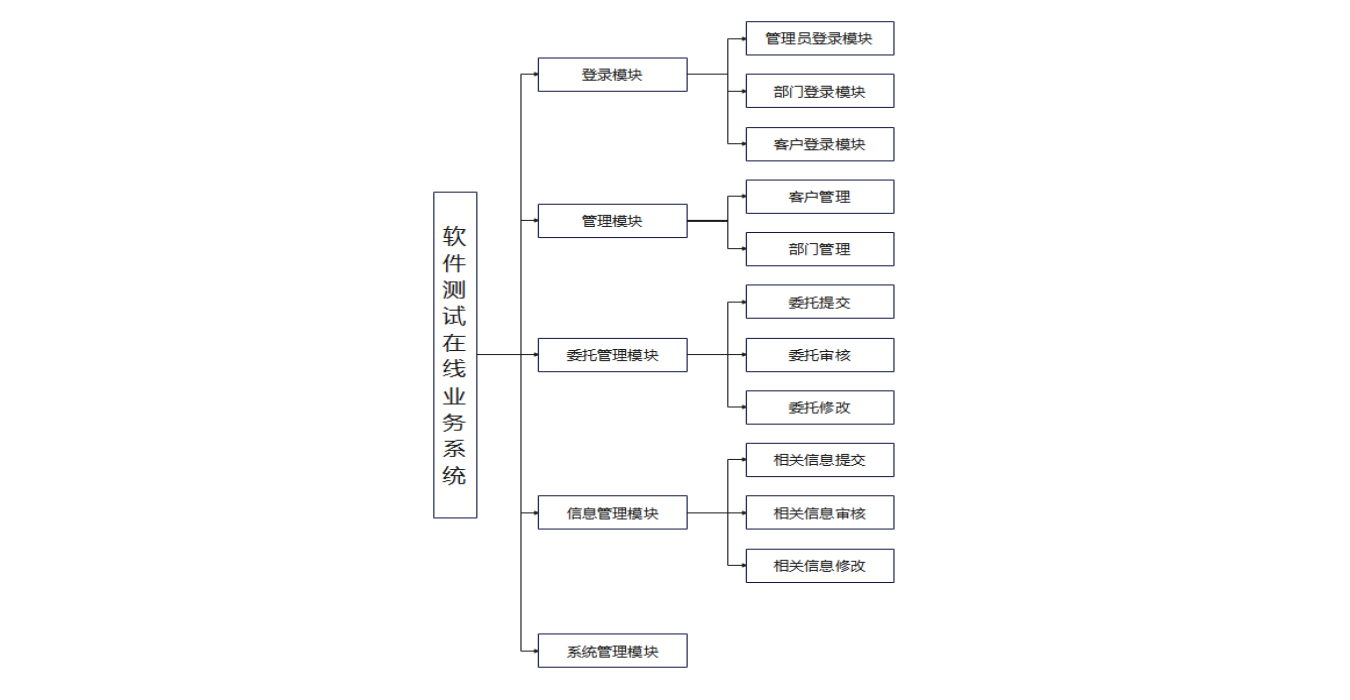 软件测试在线业务系统
登录模块
管理员登录模块
部门登录模块
客户登录模块
管理模块
客户管理
部门管理
委托管理模块
委托提交
委托审核
委托修改
信息管理模块
相关信息提交
相关信息审核
相关信息修改
系统管理模块